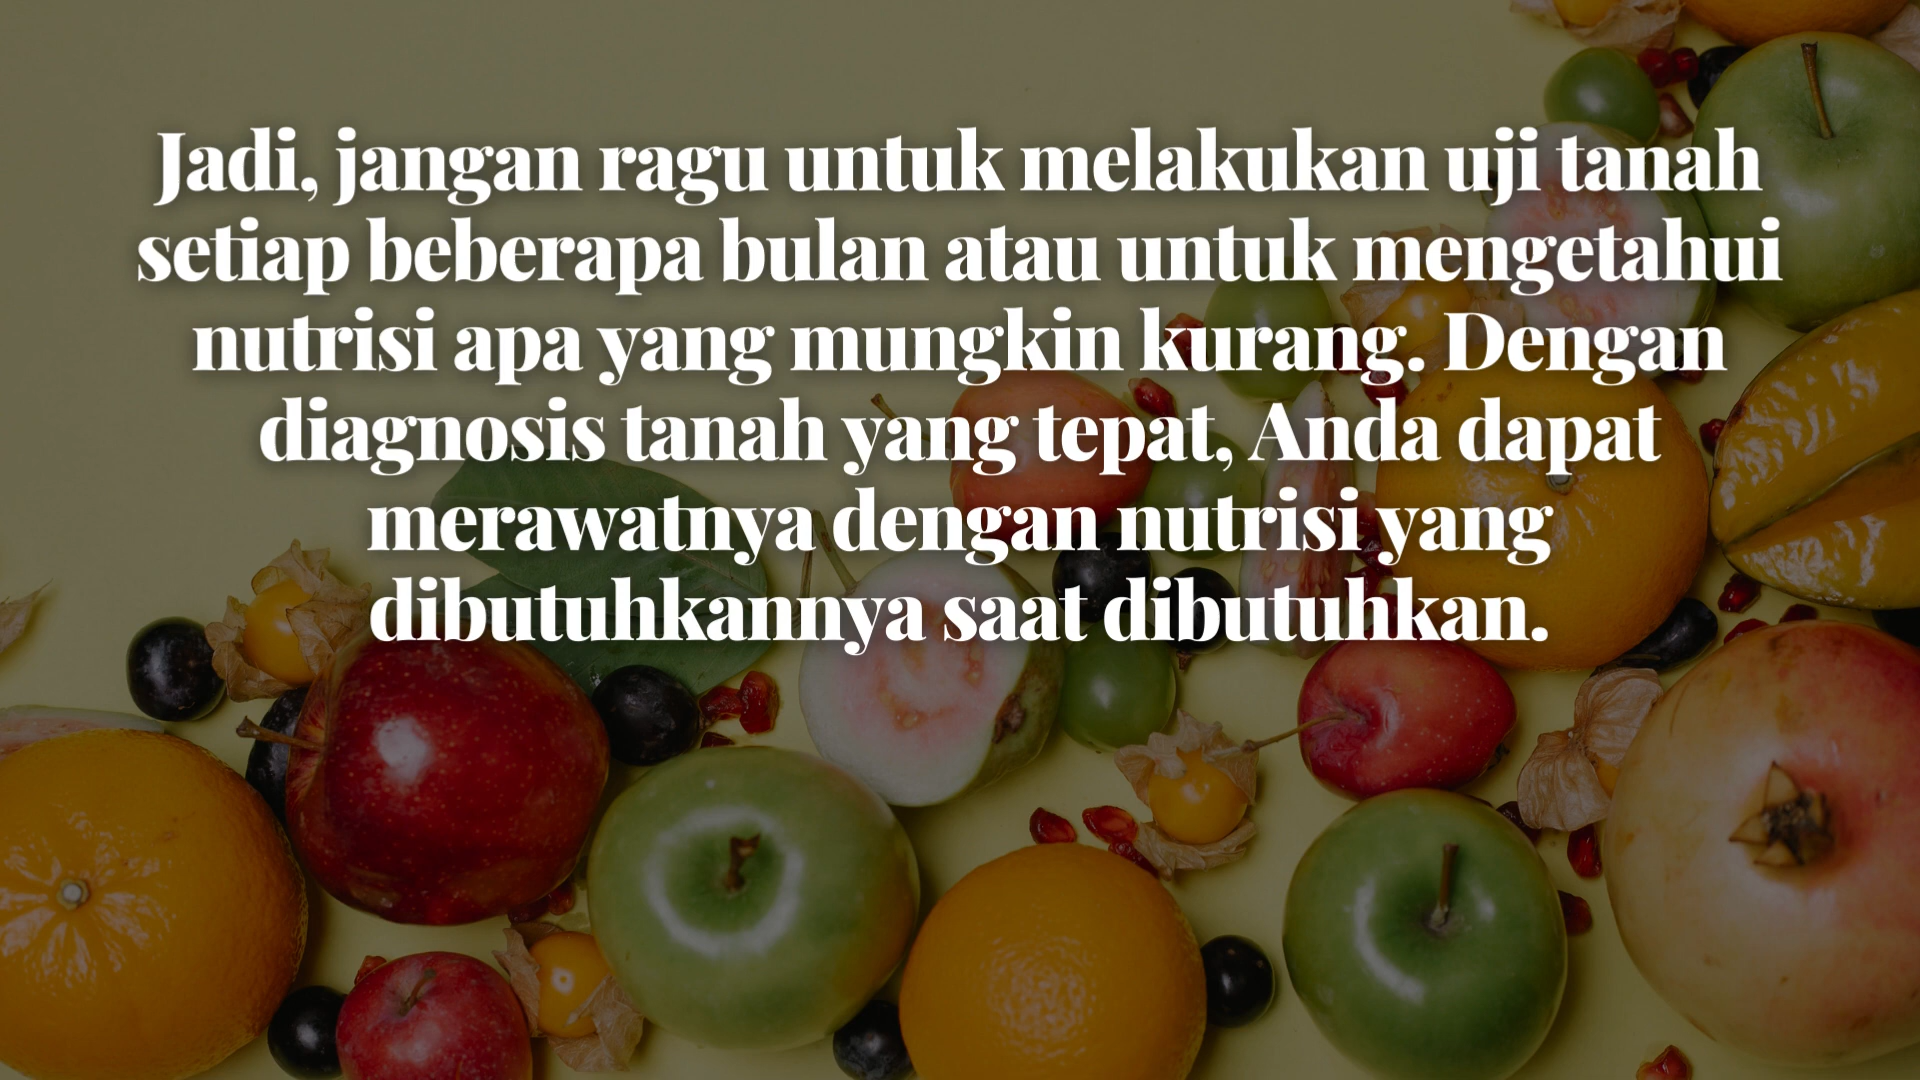 Jadi, jangan ragu untuk melakukan uji tanah
setiap beberapa bulan atau untuk mengetahui
nutrisi apa yang mungkin kurang. Dengan
diagnosis tanah yang tepat, Anda dapat
merawatnya dengan nutrisi yang
dibutuhkannya saat dibutuhkan.